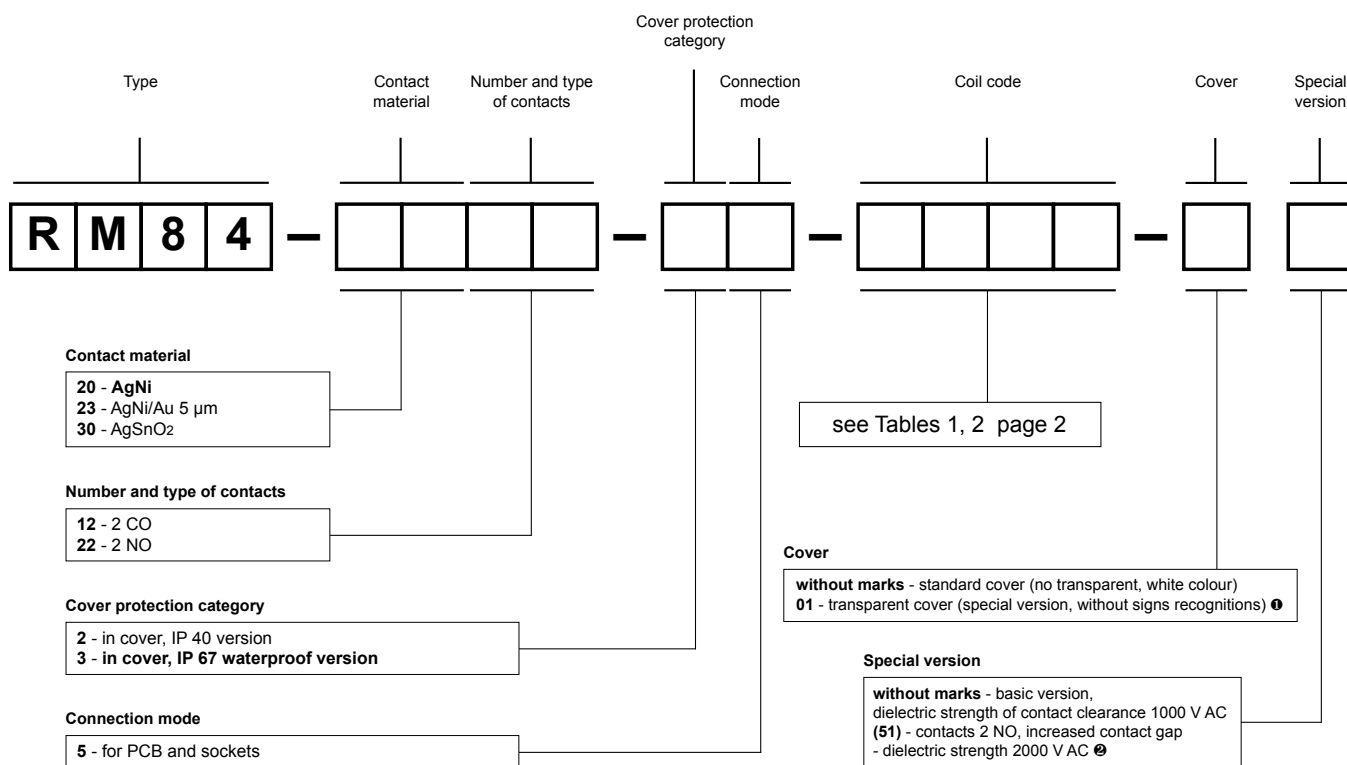 Cover protection
category
Type
Contact
material
Number and type
of contacts
Connection
mode
Coil code
Cover
Special
version
R M 8 4 – – – –
Contact material
20 - AgNi
23 - AgNi/Au 5 µm
30 - AgSnO2
see Tables 1, 2 page 2
Number and type of contacts
12 - 2 CO
22 - 2 NO
Cover
without marks - standard cover (no transparent, white colour)
01 - transparent cover (special version, without signs recognitions) ❶
Cover protection category
2 - in cover, IP 40 version
3 - in cover, IP 67 waterproof version
Special version
without marks - basic version,
dielectric strength of contact clearance 1000 V AC
(51) - contacts 2 NO, increased contact gap
- dielectric strength 2000 V AC ❷
Connection mode
5 - for PCB and sockets